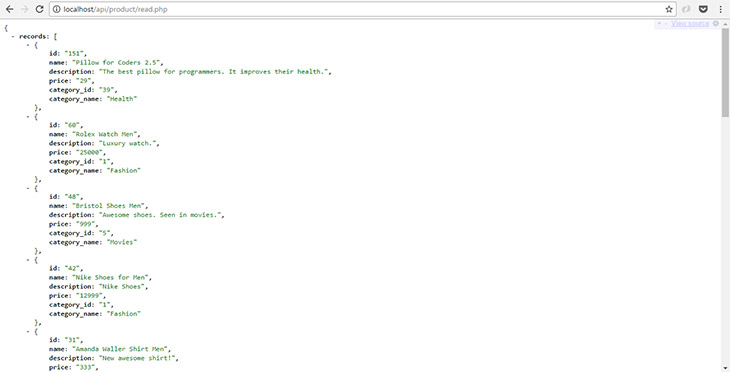 localhost/api/product/read.php
+ - View source
{
- records: [
- {
id: "151",
name: "Pillow for Coders 2.5",
description: "The best pillow for programmers. It improves their health.",
price: "29",
category_id: "39",
category_name: "Health"
},
- {
id: "60",
name: "Rolex Watch Men",
description: "Luxury watch.",
price: "25000",
category_id: "1",
category_name: "Fashion"
},
- {
id: "48",
name: "Bristol Shoes Men",
description: "Awesome shoes. Seen in movies.",
price: "999",
category_id: "5",
category_name: "Movies"
},
- {
id: "42",
name: "Nike Shoes for Men",
description: "Nike Shoes",
price: "12999",
category_id: "1",
category_name: "Fashion"
},
- {
id: "31",
name: "Amanda Waller Shirt Men",
description: "New awesome shirt!",
price: "333",